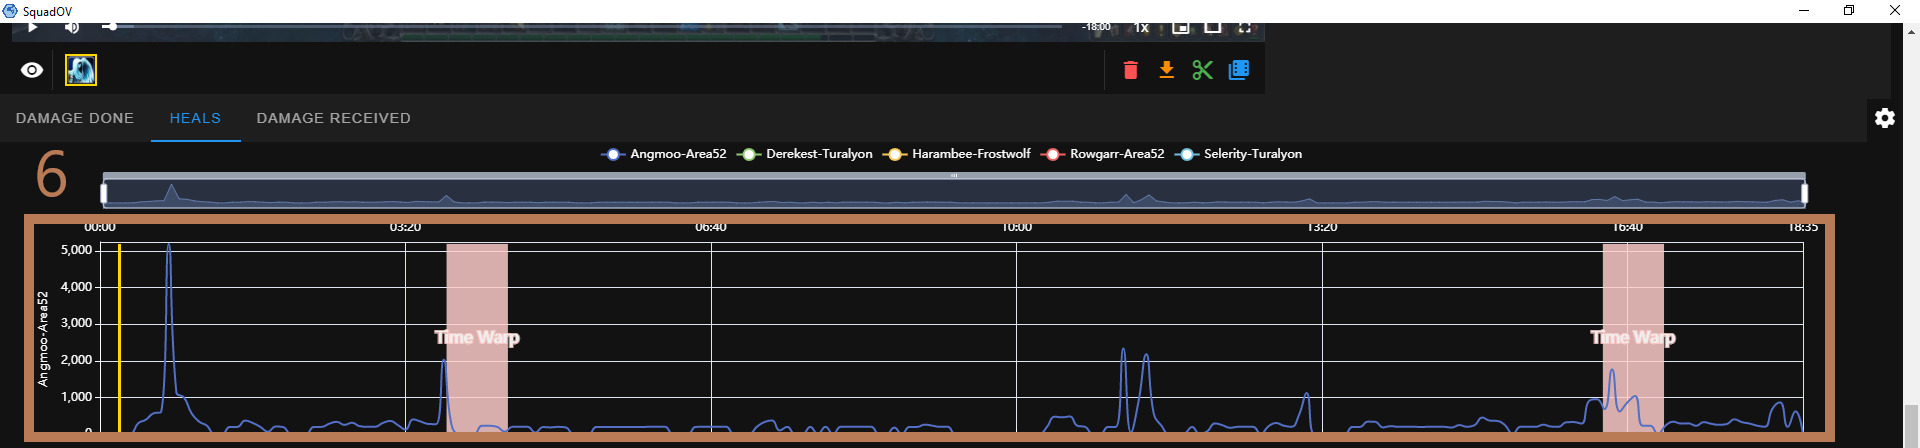 SquadOV
-18:00 1x
DAMAGE DONE HEALS DAMAGE RECEIVED
6
Angmoo-Area52 Derekest-Turalyon Harambee-Frostwolf Rowgarr-Area52 Selerity-Turalyon
00:00 03:20 06:40 10:00 13:20 16:40 18:35
5,000
4,000
3,000
2,000
1,000
0
Angmoo-Area52
Time Warp Time Warp